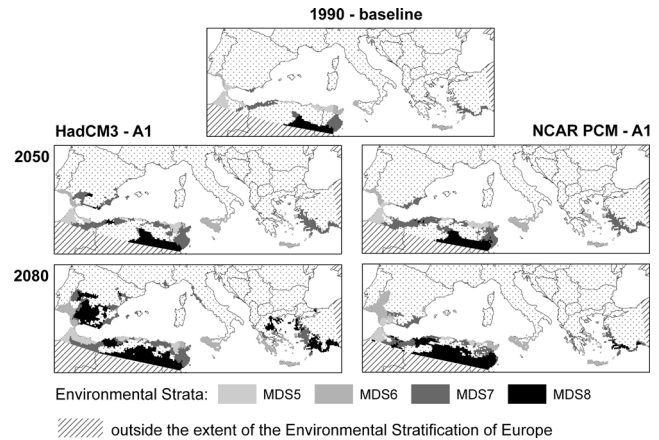 1990 - baseline
HadCM3 - A1
NCAR PCM - A1
2050
2080
Environmental Strata: MDS5 MDS6 MDS7 MDS8
outside the extent of the Environmental Stratification of Europe